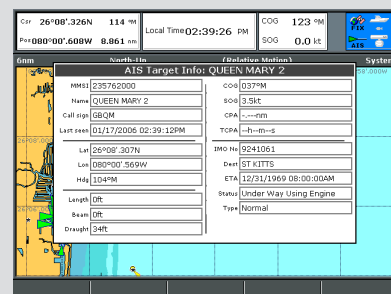 Csr 26°08'.326N 114 °M
Pos 080°00'.608W 8.861 nm
Local Time 02:39:26 PM
COG 123 °M
SOG 0.0 kt
FIX
AIS
6nm North-Up (Relative Motion) System
AIS Target Info: QUEEN MARY 2
MMSI 235762000
Name QUEEN MARY 2
Call sign GBQM
Last seen 01/17/2006 02:39:12PM
Lat 26°08'.307N
Lon 080°00'.569W
Hdg 104°M
Length 0ft
Beam 0ft
Draught 34ft
COG 037°M
SOG 3.5kt
CPA -.---nm
TCPA --h--m--s
IMO No 9241061
Dest ST KITTS
ETA 12/31/1969 08:00:00AM
Status Under Way Using Engine
Type Normal